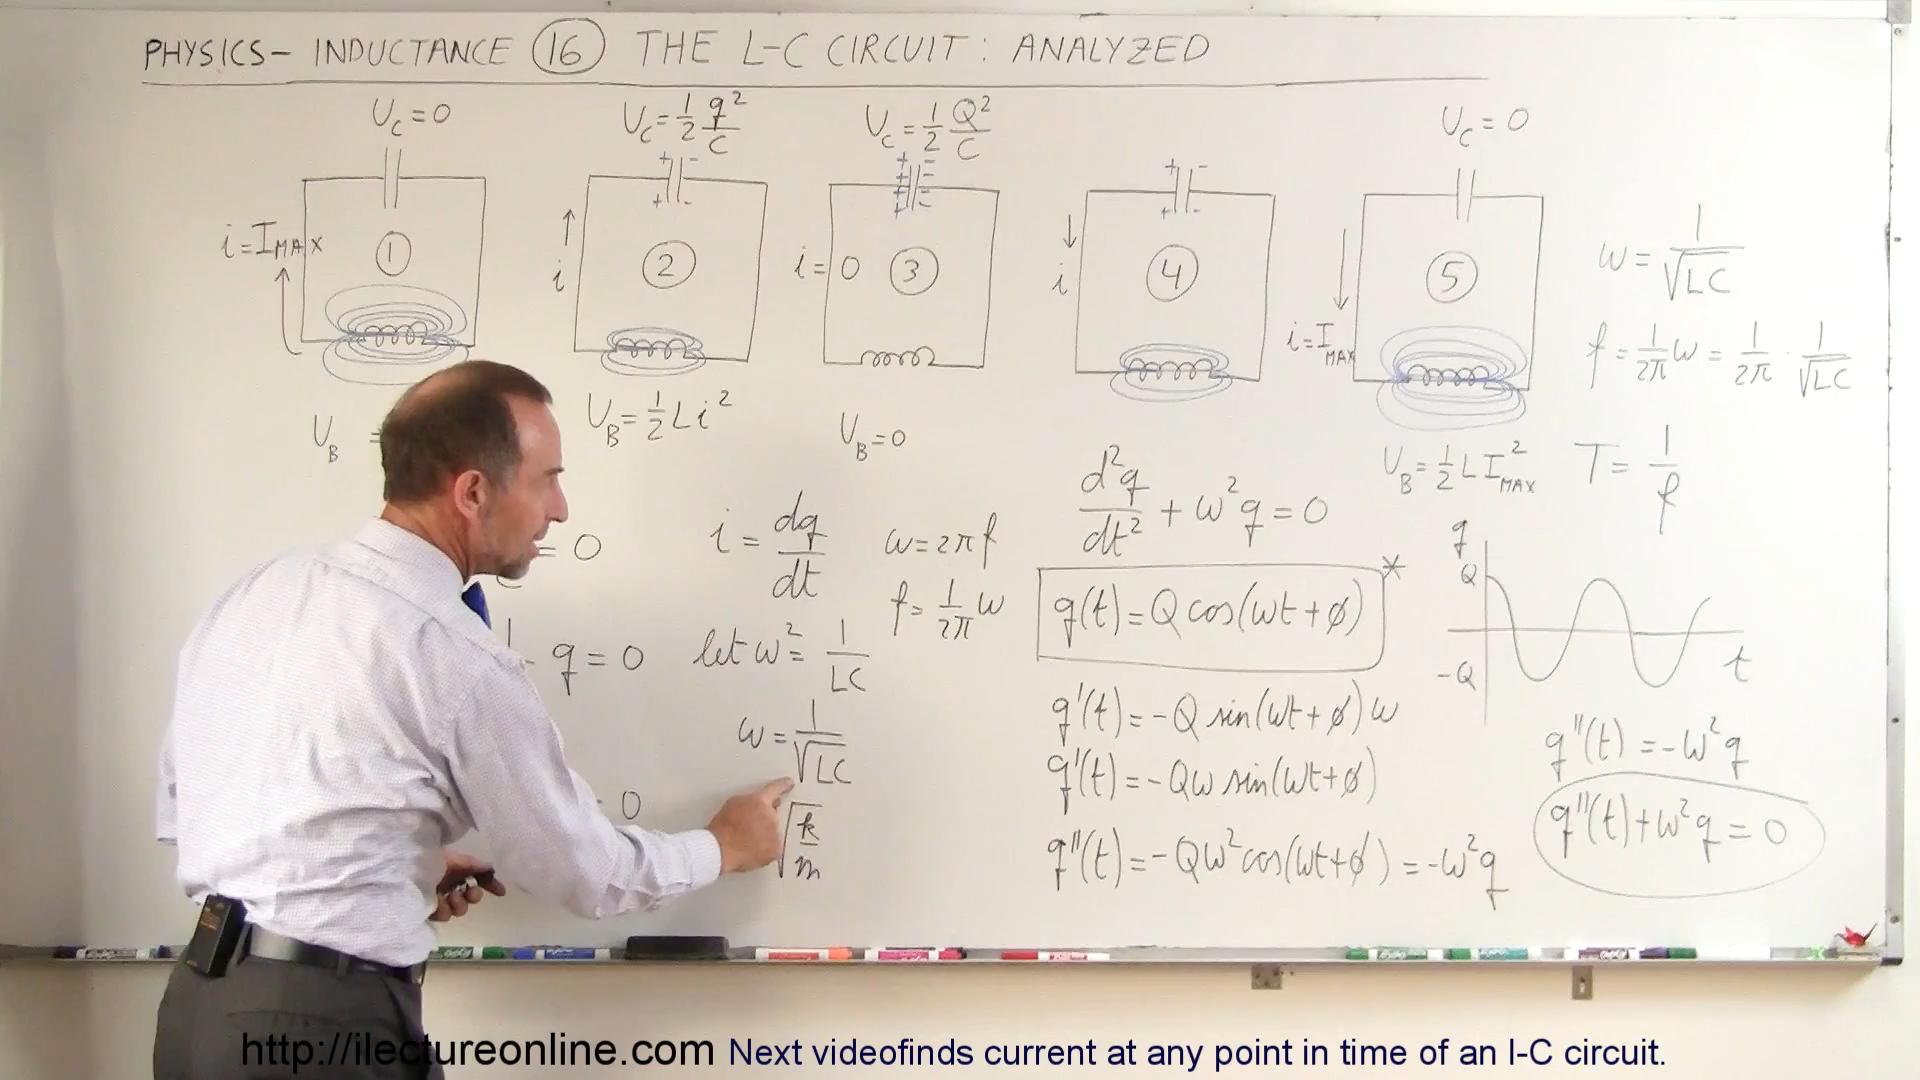 PHYSICS- INDUCTANCE 16 THE L-C CIRCUIT: ANALYZED
U_C = 0
U_C = 1/2 q²/C
U_C = 1/2 Q²/C
U_C = 0
+ -
+ -
+ -
+ -
+ -
+ -
+ -
+ -
i = I_MAX
1
i
2
i = 0
3
i
4
i = I_MAX
5
ω = 1/√LC
f = 1/2π ω = 1/2π · 1/√LC
T = 1/f
U_B =
U_B = 1/2 Li²
U_B = 0
U_B = 1/2 L I²_MAX
= 0
C
q = 0
= 0
i = dq/dt
let ω² = 1/LC
ω = 1/√LC
√k/m
ω = 2πf
f = 1/2π ω
d²q/dt² + ω²q = 0
q(t) = Q cos(ωt + ϕ) *
q'(t) = -Q sin(ωt + ϕ) ω
q'(t) = -Qω sin(ωt + ϕ)
q''(t) = -Qω² cos(ωt + ϕ) = -ω²q
q
Q
-Q
t
q''(t) = -ω²q
q''(t) + ω²q = 0
http://ilectureonline.com Next videofinds current at any point in time of an l-C circuit.